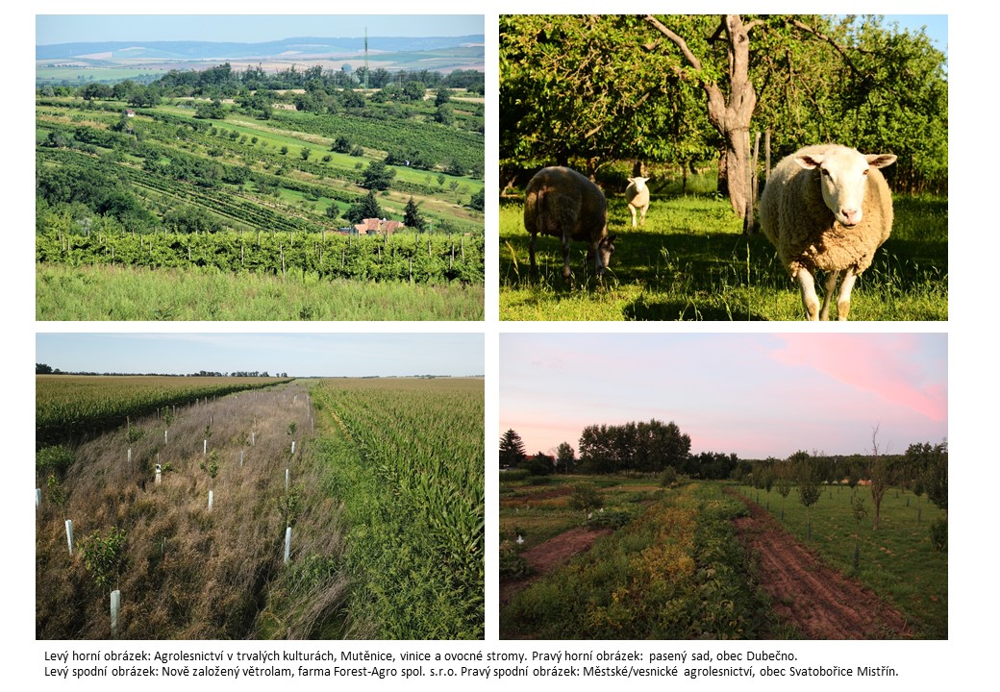 Levý horní obrázek: Agrolesnictví v trvalých kulturách, Mutěnice, vinice a ovocné stromy. Pravý horní obrázek: pasený sad, obec Dubečno.
Levý spodní obrázek: Nově založený větrolam, farma Forest-Agro spol. s.r.o. Pravý spodní obrázek: Městské/vesnické agrolesnictví, obec Svatobořice Mistřín.